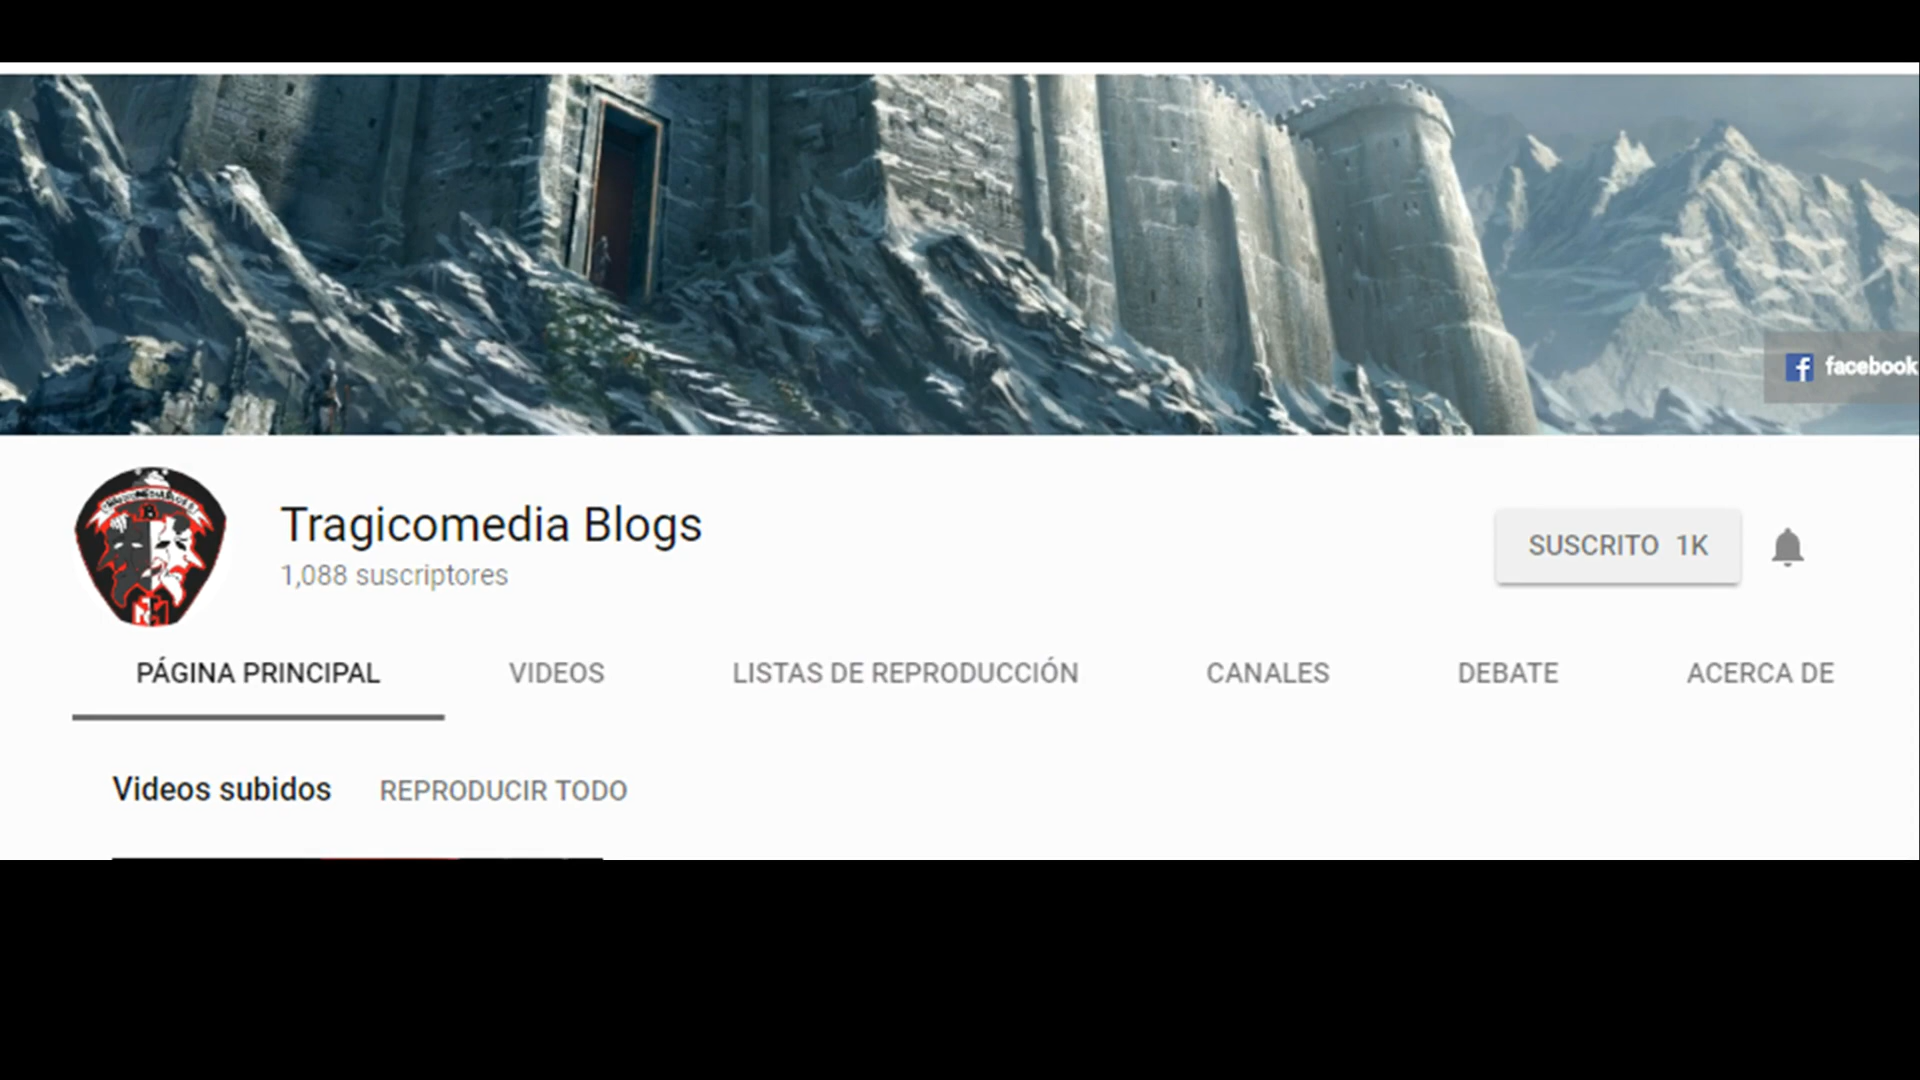 facebook
Tragicomedia Blogs
1,088 suscriptores
SUSCRITO 1K
PÁGINA PRINCIPAL VIDEOS LISTAS DE REPRODUCCIÓN CANALES DEBATE ACERCA DE
Videos subidos REPRODUCIR TODO